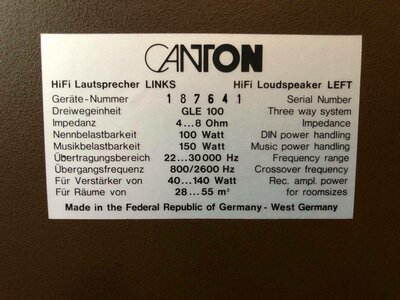 CANTON
HiFi Lautsprecher LINKS HiFi Loudspeaker LEFT
Geräte-Nummer 187641 Serial Number
Dreiwegeinheit GLE 100 Three way system
Impedanz 4...8 Ohm Impedance
Nennbelastbarkeit 100 Watt DIN power handling
Musikbelastbarkeit 150 Watt Music power handling
Übertragungsbereich 22...30000 Hz Frequency range
Übergangsfrequenz 800/2600 Hz Crossover frequency
Für Verstärker von 40...140 Watt Rec. ampl. power
Für Räume von 28...55 m² for roomsizes
Made in the Federal Republic of Germany - West Germany